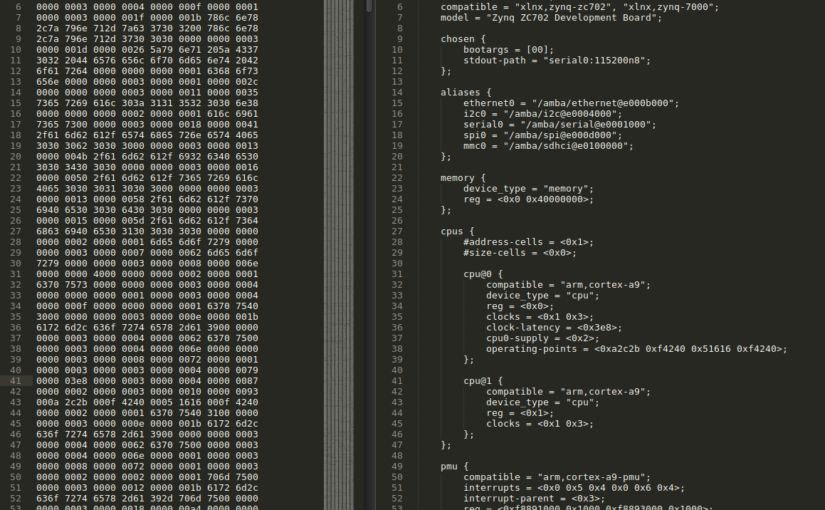 6 0000 0003 0000 0004 0000 000f 0000 0001
7 0000 0003 0000 001f 0000 001b 786c 6e78
8 2c7a 796e 712d 7a63 3730 3200 786c 6e78
9 2c7a 796e 712d 3730 3030 0000 0000 0003
10 0000 001d 0000 0026 5a79 6e71 205a 4337
11 3032 2044 6576 656c 6f70 6d65 6e74 2042
12 6f61 7264 0000 0000 0000 0001 6368 6f73
13 656e 0000 0000 0003 0000 0001 0000 002c
14 0000 0000 0000 0003 0000 0011 0000 0035
15 7365 7269 616c 303a 3131 3532 3030 6e38
16 0000 0000 0000 0002 0000 0001 616c 6961
17 7365 7300 0000 0003 0000 0018 0000 0041
18 2f61 6d62 612f 6574 6865 726e 6574 4065
19 3030 3062 3030 3000 0000 0003 0000 0013
20 0000 004b 2f61 6d62 612f 6932 6340 6530
21 3030 3430 3030 0000 0000 0003 0000 0016
22 0000 0050 2f61 6d62 612f 7365 7269 616c
23 4065 3030 3031 3030 3000 0000 0000 0003
24 0000 0013 0000 0058 2f61 6d62 612f 7370
25 6940 6530 3030 6430 3030 0000 0000 0003
26 0000 0015 0000 005d 2f61 6d62 612f 7364
27 6863 6940 6530 3130 3030 3030 0000 0000
28 0000 0002 0000 0001 6d65 6d6f 7279 0000
29 0000 0003 0000 0007 0000 0062 6d65 6d6f
30 7279 0000 0000 0003 0000 0008 0000 006e
31 0000 0000 4000 0000 0000 0002 0000 0001
32 6370 7573 0000 0000 0000 0003 0000 0004
33 0000 0000 0000 0001 0000 0003 0000 0004
34 0000 000f 0000 0000 0000 0001 6370 7540
35 3000 0000 0000 0003 0000 000e 0000 001b
36 6172 6d2c 636f 7274 6578 2d61 3900 0000
37 0000 0003 0000 0004 0000 0062 6370 7500
38 0000 0003 0000 0004 0000 006e 0000 0000
39 0000 0003 0000 0008 0000 0072 0000 0001
40 0000 0003 0000 0003 0000 0004 0000 0079
41 0000 03e8 0000 0003 0000 0004 0000 0087
42 0000 0002 0000 0003 0000 0010 0000 0093
43 000a 2c2b 000f 4240 0005 1616 000f 4240
44 0000 0002 0000 0001 6370 7540 3100 0000
45 0000 0003 0000 000e 0000 001b 6172 6d2c
46 636f 7274 6578 2d61 3900 0000 0000 0003
47 0000 0004 0000 0062 6370 7500 0000 0003
48 0000 0004 0000 006e 0000 0001 0000 0003
49 0000 0008 0000 0072 0000 0001 0000 0003
50 0000 0002 0000 0002 0000 0001 706d 7500
51 0000 0003 0000 0012 0000 001b 6172 6d2c
52 636f 7274 6578 2d61 392d 706d 7500 0000
53 0000 0003 0000 0018 0000 00a4 0000 0000
6 compatible = "xlnx,zynq-zc702", "xlnx,zynq-7000";
7 model = "Zynq ZC702 Development Board";
8
9 chosen {
10 bootargs = [00];
11 stdout-path = "serial0:115200n8";
12 };
13
14 aliases {
15 ethernet0 = "/amba/ethernet@e000b000";
16 i2c0 = "/amba/i2c@e0004000";
17 serial0 = "/amba/serial@e0001000";
18 spi0 = "/amba/spi@e000d000";
19 mmc0 = "/amba/sdhci@e0100000";
20 };
21
22 memory {
23 device_type = "memory";
24 reg = <0x0 0x40000000>;
25 };
26
27 cpus {
28 #address-cells = <0x1>;
29 #size-cells = <0x0>;
30
31 cpu@0 {
32 compatible = "arm,cortex-a9";
33 device_type = "cpu";
34 reg = <0x0>;
35 clocks = <0x1 0x3>;
36 clock-latency = <0x3e8>;
37 cpu0-supply = <0x2>;
38 operating-points = <0xa2c2b 0xf4240 0x51616 0xf4240>;
39 };
40
41 cpu@1 {
42 compatible = "arm,cortex-a9";
43 device_type = "cpu";
44 reg = <0x1>;
45 clocks = <0x1 0x3>;
46 };
47 };
48
49 pmu {
50 compatible = "arm,cortex-a9-pmu";
51 interrupts = <0x0 0x5 0x4 0x0 0x6 0x4>;
52 interrupt-parent = <0x3>;
53 reg = <0xf8891000 0x1000 0xf8893000 0x1000>;